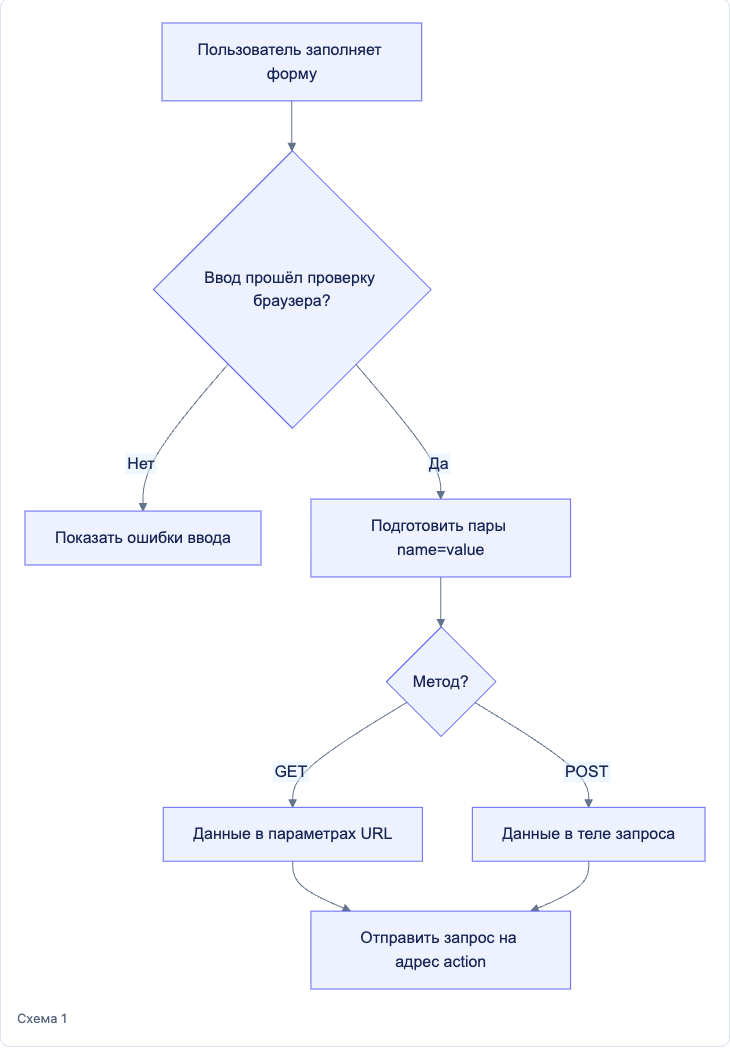 Пользователь заполняет
форму
Ввод прошёл проверку
браузера?
Нет
Да
Показать ошибки ввода
Подготовить пары
name=value
Метод?
GET
POST
Данные в параметрах URL
Данные в теле запроса
Отправить запрос на
адрес action
Схема 1